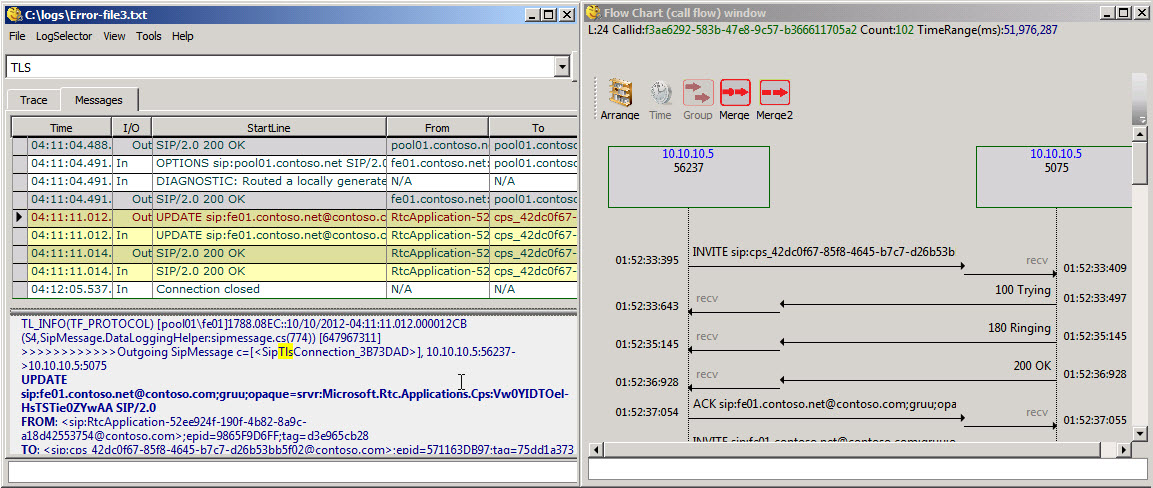 C:\logs\Error-file3.txt
File LogSelector View Tools Help
TLS
Trace Messages
Time I/O StartLine From To
04:11:04.488. Out SIP/2.0 200 OK pool01.contoso.n pool01.contoso.n
04:11:04.491. In OPTIONS sip:pool01.contoso.net SIP/2.0 fe01.contoso.net pool01.contoso.n
04:11:04.491. In DIAGNOSTIC: Routed a locally generate N/A N/A
04:11:04.491. Out SIP/2.0 200 OK fe01.contoso.net pool01.contoso.n
04:11:11.012. Out UPDATE sip:fe01.contoso.net@contoso.c RtcApplication-52 cps_42dc0f67-
04:11:11.012. In UPDATE sip:fe01.contoso.net@contoso.c RtcApplication-52 cps_42dc0f67-
04:11:11.014. Out SIP/2.0 200 OK RtcApplication-52 cps_42dc0f67-
04:11:11.014. In SIP/2.0 200 OK RtcApplication-52 cps_42dc0f67-
04:12:05.537. In Connection closed N/A N/A
TL_INFO(TF_PROTOCOL) [pool01\fe01]1788.08EC::10/10/2012-04:11:11.012.000012CB
(S4,SipMessage.DataLoggingHelper:sipmessage.cs(774)) [647967311]
>>>>>>>>>>>>Outgoing SipMessage c=[<SipTlsConnection_3B73DAD>], 10.10.10.5:56237-
>10.10.10.5:5075
UPDATE
sip:fe01.contoso.net@contoso.com;gruu;opaque=srvr:Microsoft.Rtc.Applications.Cps:Vw0YIDTOeI-
HsTSTie0ZYwAA SIP/2.0
FROM: <sip:RtcApplication-52ee924f-190f-4b82-8a9c-
a18d42553754@contoso.com>;epid=9865F9D6FF;tag=d3e965cb28
TO: <sip:cps_42dc0f67-85f8-4645-b7c7-d26b53bb5f02@contoso.com>;epid=571163DB97;tag=75dd1a373
Flow Chart (call flow) window
L:24 Callid:f3ae6292-583b-47e8-9c57-b366611705a2 Count:102 TimeRange(ms):51,976,287
Arrange Time Group Merge Merge2
10.10.10.5 10.10.10.5
56237 5075
01:52:33:395 INVITE sip:cps_42dc0f67-85f8-4645-b7c7-d26b53b recv 01:52:33:409
01:52:33:643 recv 100 Trying 01:52:33:497
01:52:35:145 recv 180 Ringing 01:52:35:145
01:52:36:928 recv 200 OK 01:52:36:928
01:52:37:054 ACK sip:fe01.contoso.net@contoso.com;gruu;opa recv 01:52:37:055
INVITE sip:fe01.contoso.net@contoso.com;gruu;o